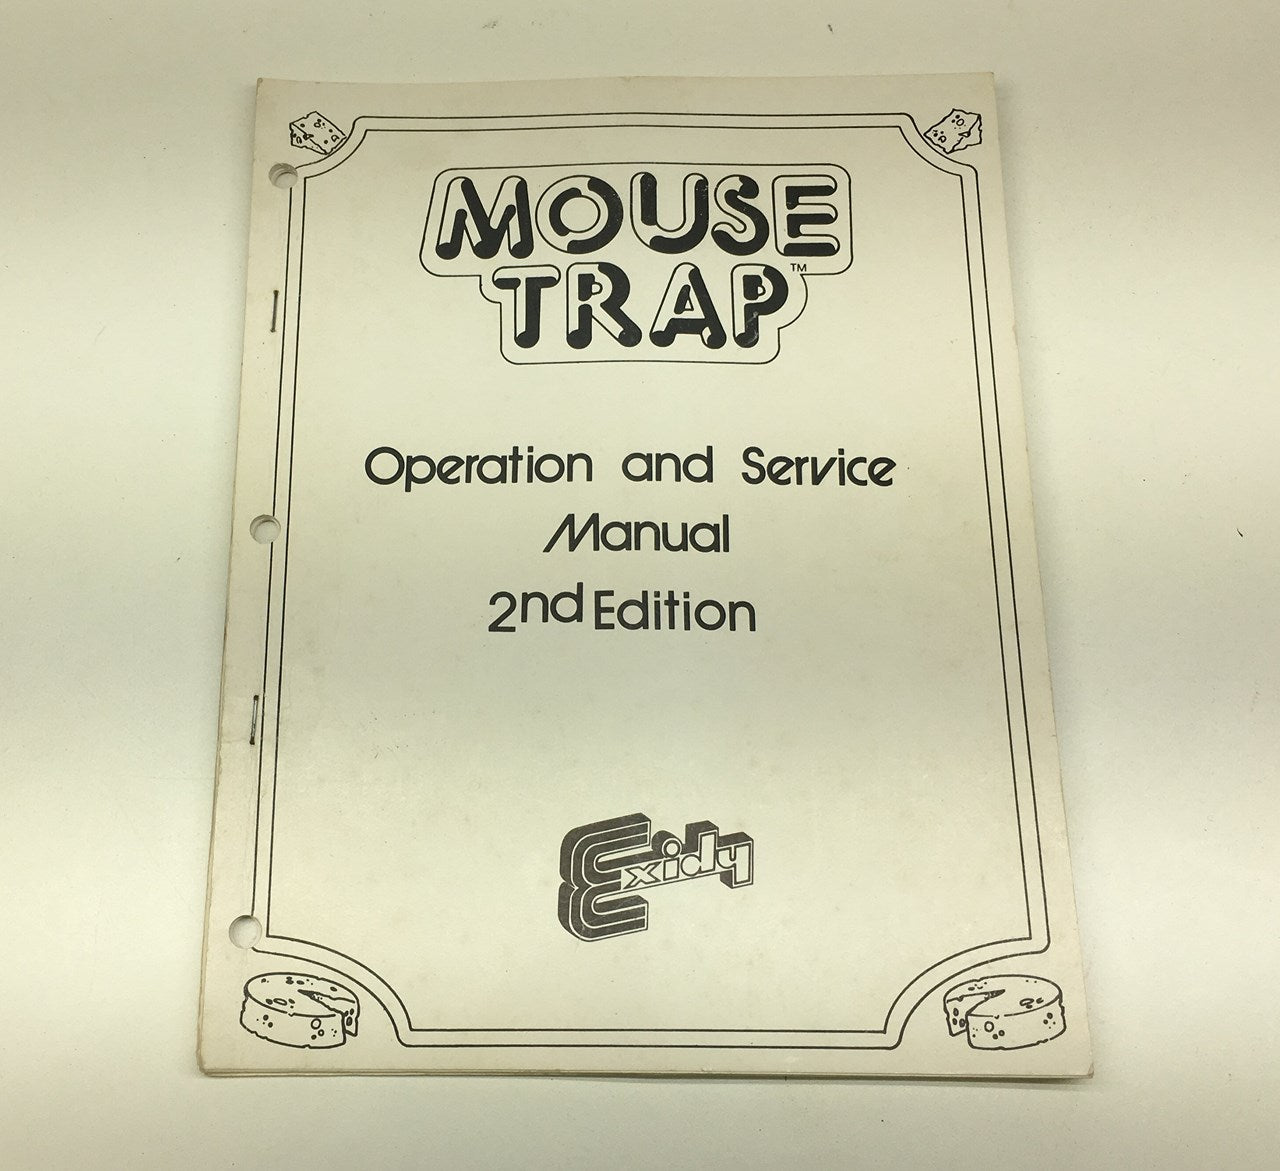 MOUSE
TRAP™
Operation and Service
Manual
2nd Edition
Exidy